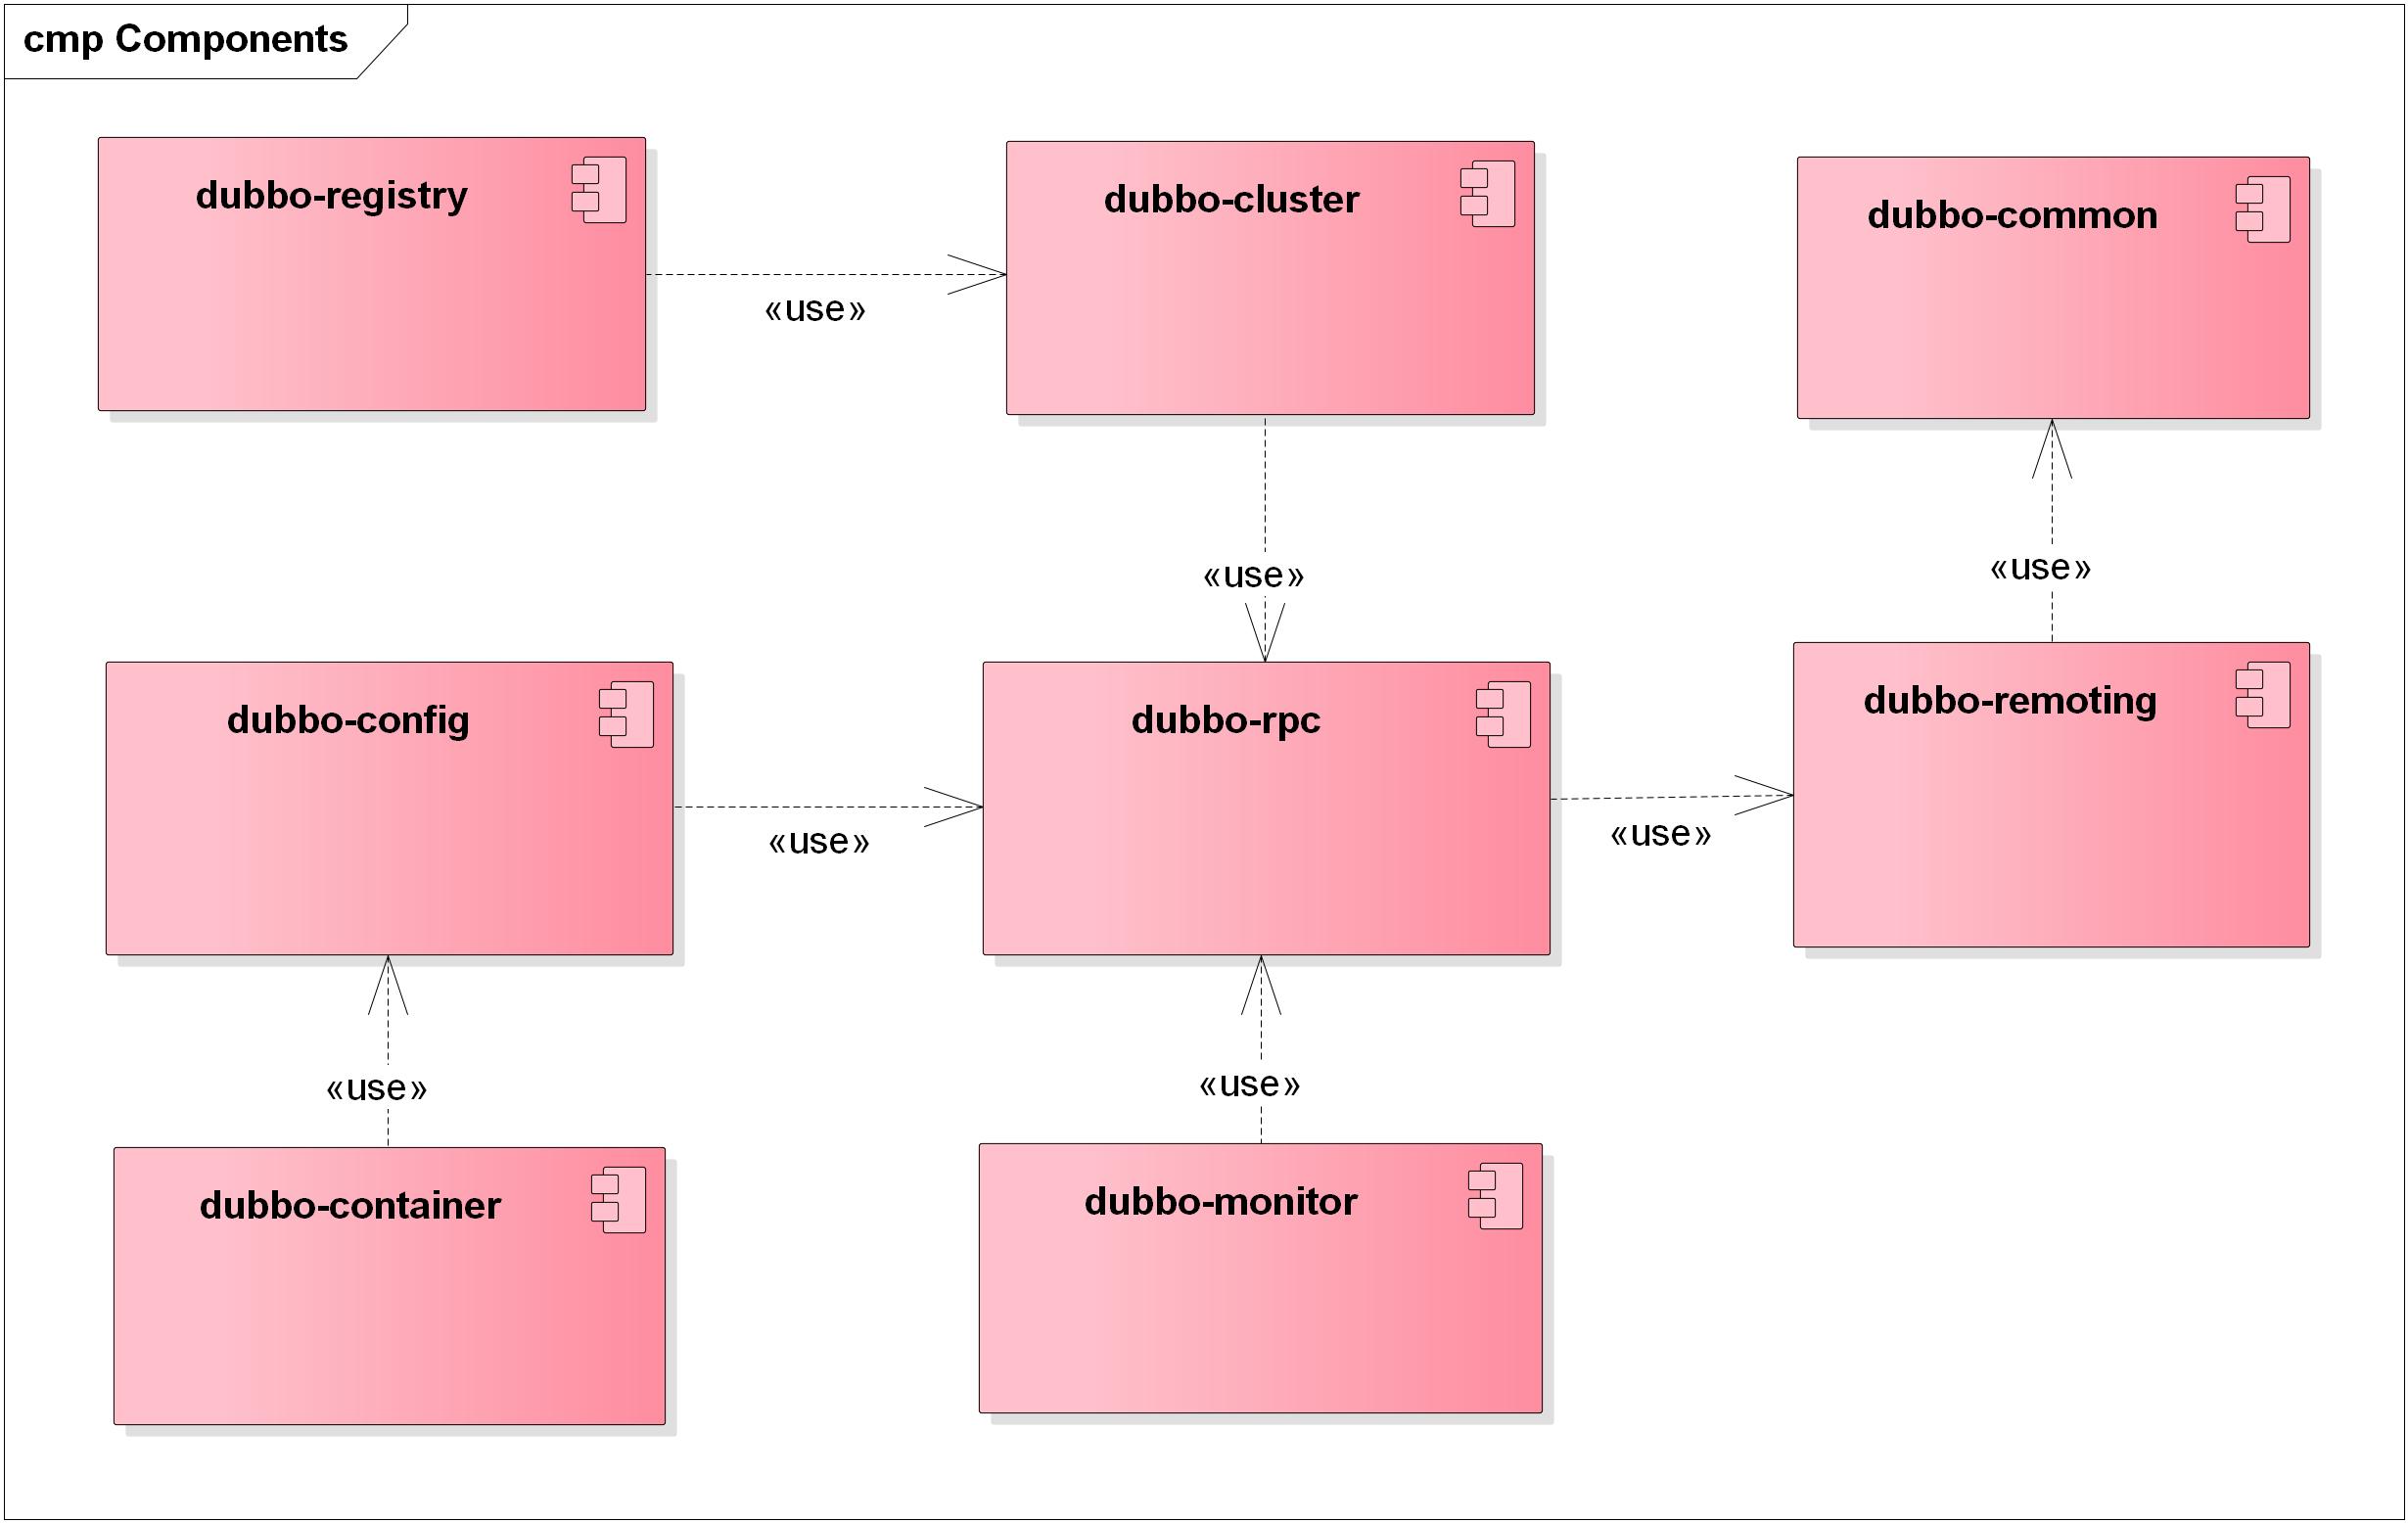 cmp Components
dubbo-registry
dubbo-cluster
dubbo-common
«use»
«use»
«use»
dubbo-config
dubbo-rpc
dubbo-remoting
«use»
«use»
«use»
«use»
dubbo-container
dubbo-monitor